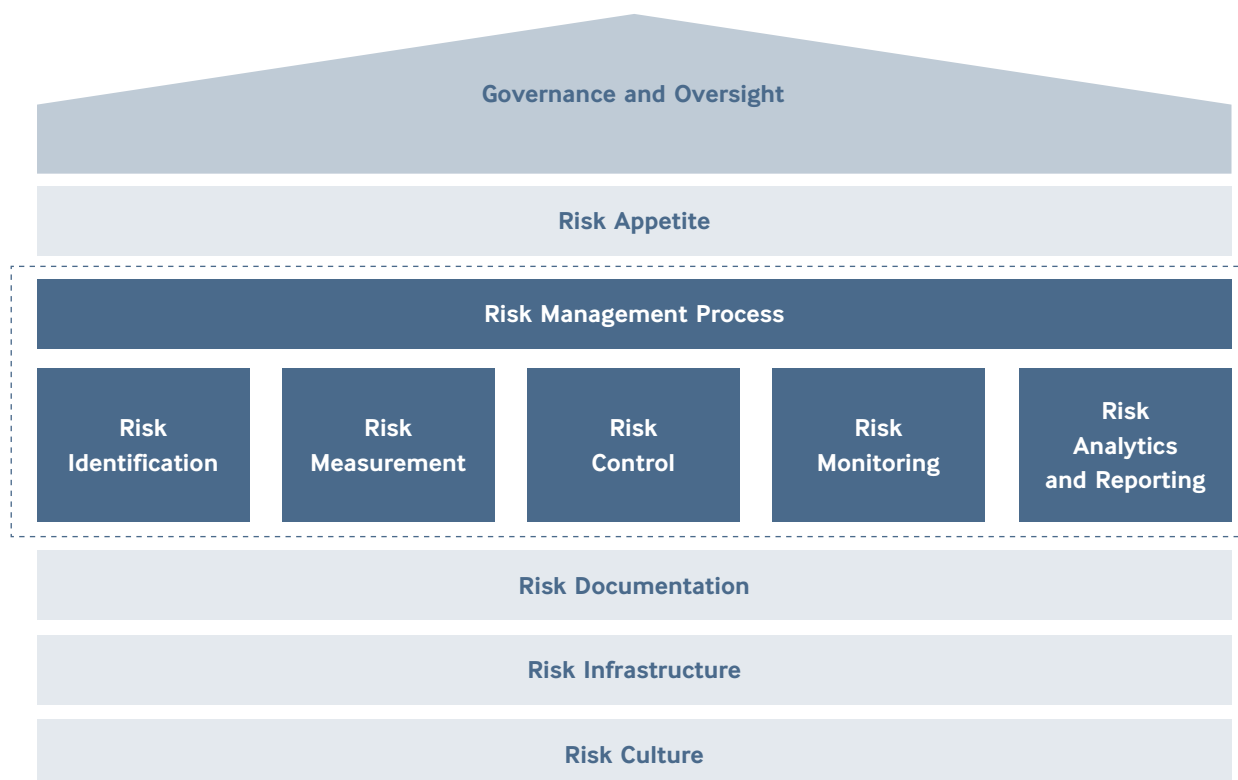 Governance and Oversight
Risk Appetite
Risk Management Process
Risk
Identification
Risk
Measurement
Risk
Control
Risk
Monitoring
Risk
Analytics
and Reporting
Risk Documentation
Risk Infrastructure
Risk Culture